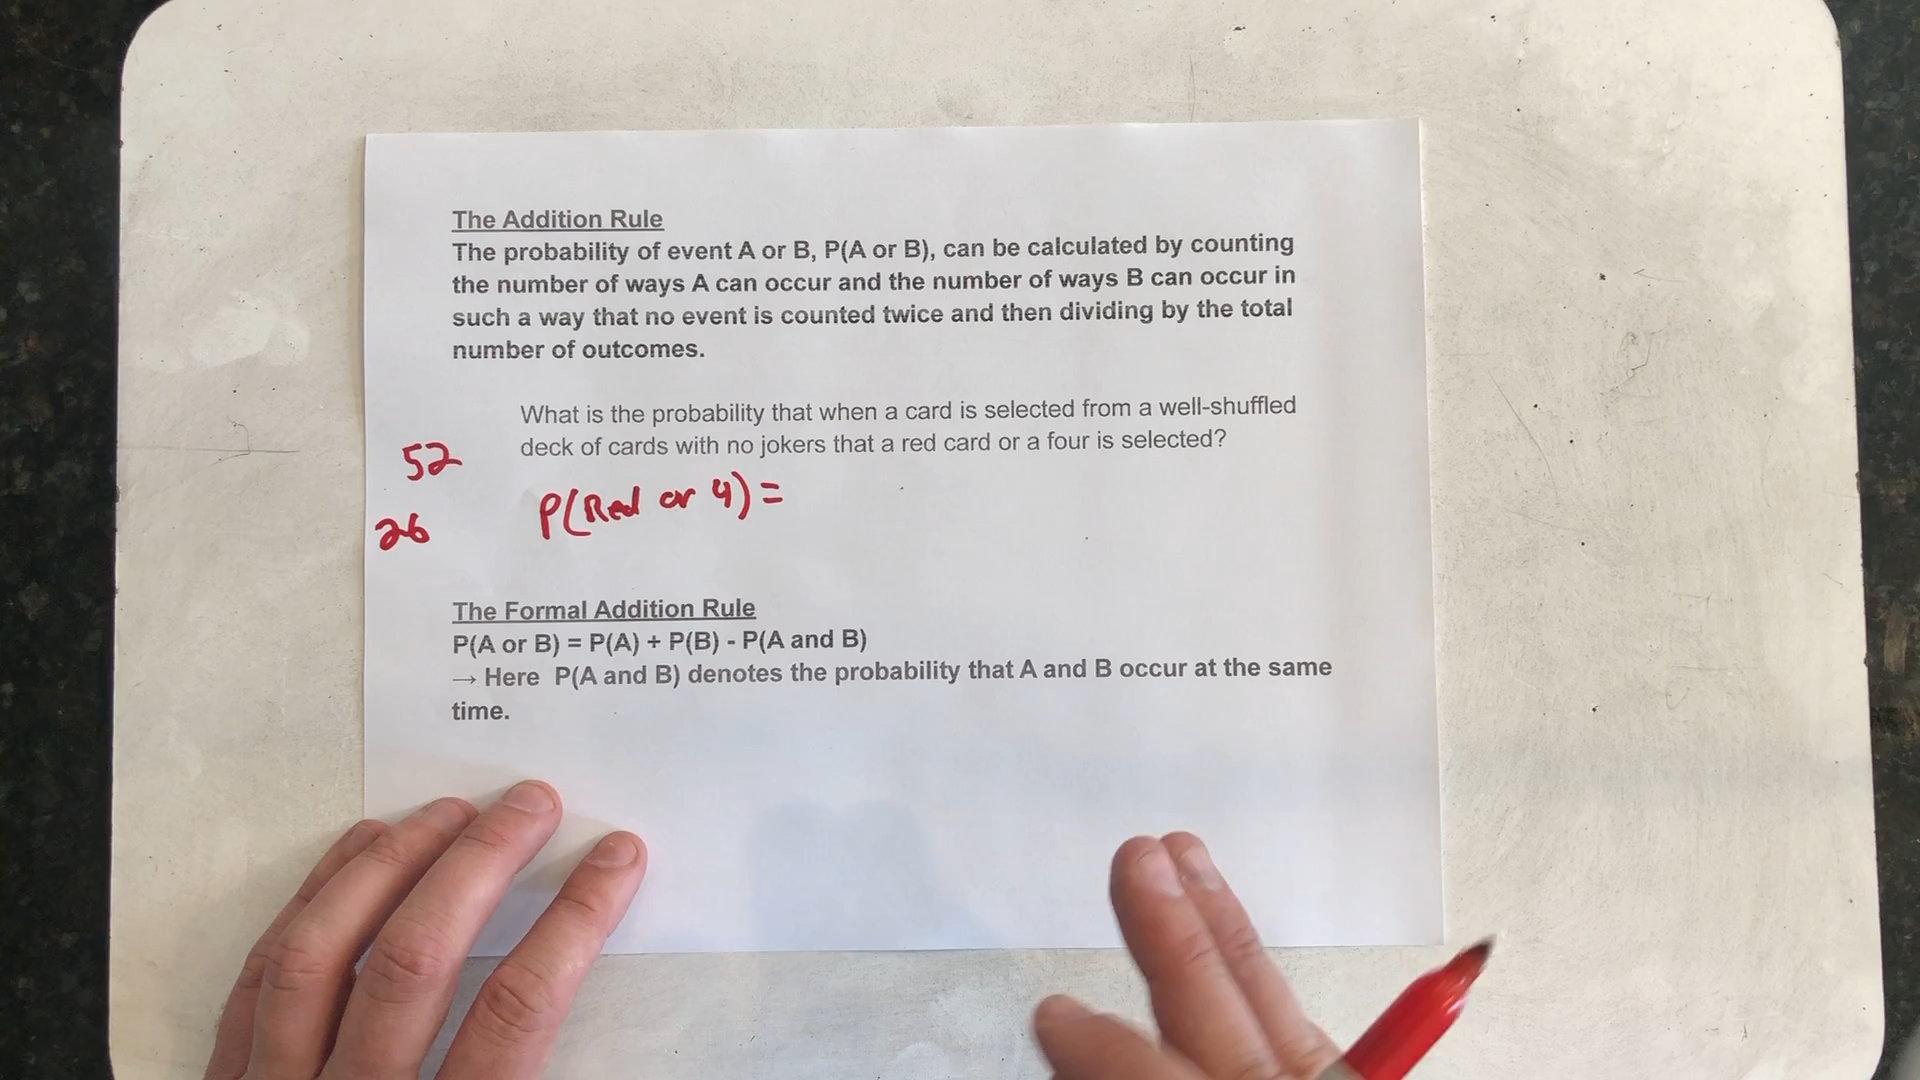 The Addition Rule
The probability of event A or B, P(A or B), can be calculated by counting
the number of ways A can occur and the number of ways B can occur in
such a way that no event is counted twice and then dividing by the total
number of outcomes.
What is the probability that when a card is selected from a well-shuffled
deck of cards with no jokers that a red card or a four is selected?
52
P(Red or 4) =
26
The Formal Addition Rule
P(A or B) = P(A) + P(B) - P(A and B)
→ Here P(A and B) denotes the probability that A and B occur at the same
time.